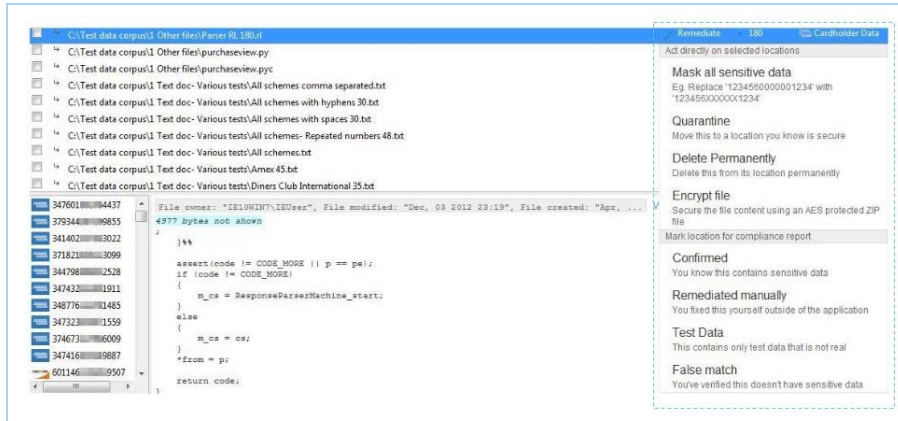 C:\Test data corpus\1 Other files\Parser RL 180.rl
C:\Test data corpus\1 Other files\purchaseview.py
C:\Test data corpus\1 Other files\purchaseview.pyc
C:\Test data corpus\1 Text doc- Various tests\All schemes comma separated.txt
C:\Test data corpus\1 Text doc- Various tests\All schemes with hyphens 30.txt
C:\Test data corpus\1 Text doc- Various tests\All schemes with spaces 30.txt
C:\Test data corpus\1 Text doc- Various tests\All schemes- Repeated numbers 48.txt
C:\Test data corpus\1 Text doc- Various tests\All schemes.txt
C:\Test data corpus\1 Text doc- Various tests\Amex 45.txt
C:\Test data corpus\1 Text doc- Various tests\Diners Club International 35.txt
347601 4437
379344 9855
341402 3022
371821 3099
344798 2528
347432 1911
348776 1485
347323 1559
374673 6009
347416 9887
601146 9507
File owner: "IE10WIN7\IEUser", File modified: "Dec, 03 2012 23:19", File created: "Apr, ...
4977 bytes not shown
;
}%%
assert(code != CODE_MORE || p == pe);
if (code != CODE_MORE)
{
m_cs = ResponseParserMachine_start;
}
else
{
m_cs = cs;
}
*from = p;
return code;
}
Remediate 180 Cardholder Data
Act directly on selected locations
Mask all sensitive data
Eg. Replace '1234560000001234' with
'123456XXXXXX1234'
Quarantine
Move this to a location you know is secure
Delete Permanently
Delete this from its location permanently
Encrypt file
Secure the file content using an AES protected ZIP
file
Mark location for compliance report
Confirmed
You know this contains sensitive data
Remediated manually
You fixed this yourself outside of the application
Test Data
This contains only test data that is not real
False match
You've verified this doesn't have sensitive data